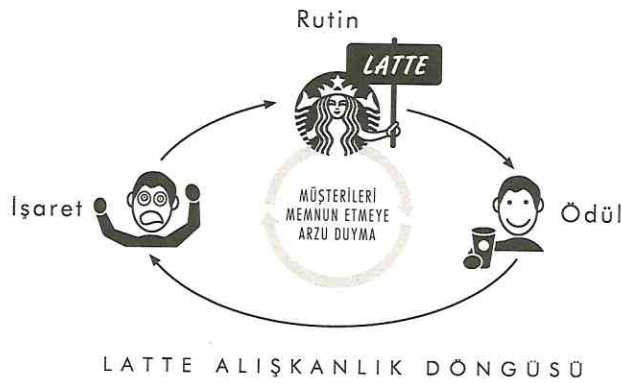 Rutin
LATTE
İşaret
MÜŞTERİLERİ
MEMNUN ETMEYE
ARZU DUYMA
Ödül
LATTE ALIŞKANLIK DÖNGÜSÜ